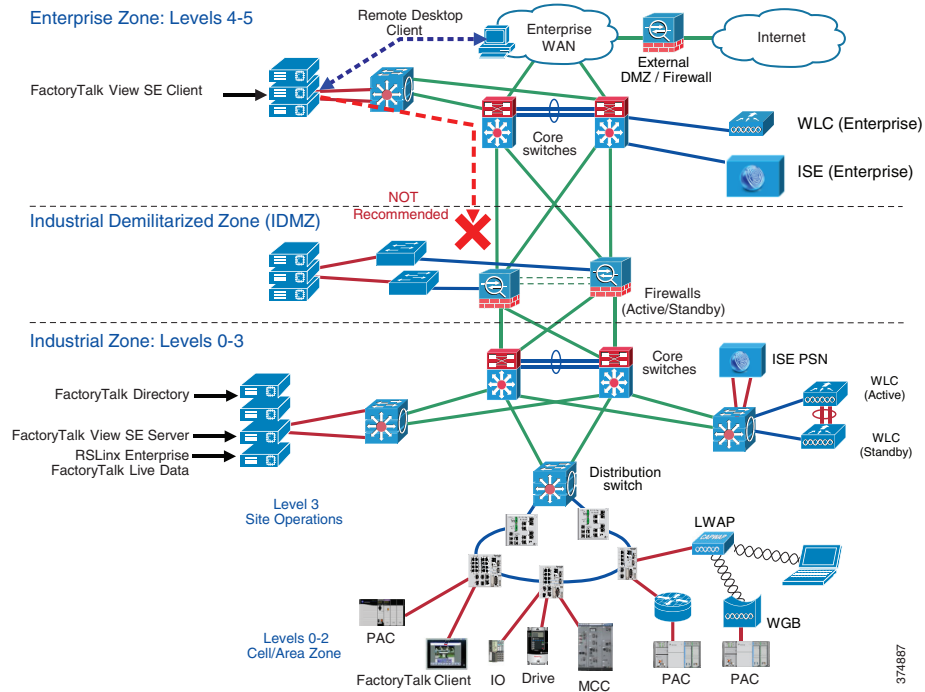 Enterprise Zone: Levels 4-5
Remote Desktop
Client
Enterprise
WAN
External
DMZ / Firewall
Internet
FactoryTalk View SE Client
Core
switches
WLC (Enterprise)
ISE (Enterprise)
NOT
Recommended
Industrial Demilitarized Zone (IDMZ)
Firewalls
(Active/Standby)
Industrial Zone: Levels 0-3
Core
switches
ISE PSN
WLC
(Active)
FactoryTalk Directory
FactoryTalk View SE Server
RSLinx Enterprise
FactoryTalk Live Data
WLC
(Standby)
Distribution
switch
Level 3
Site Operations
LWAP
CAPWAP
WGB
PAC
Levels 0-2
Cell/Area Zone
FactoryTalk Client
IO
Drive
MCC
PAC
PAC
374887